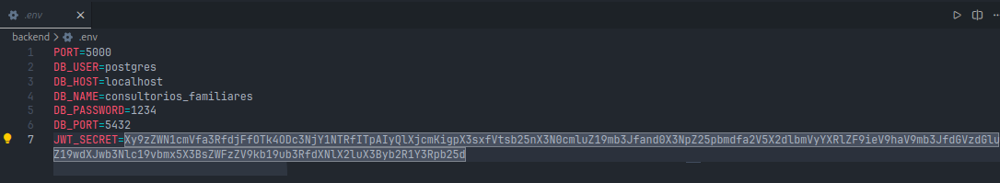 .env
backend > .env
1 PORT=5000
2 DB_USER=postgres
3 DB_HOST=localhost
4 DB_NAME=consultorios_familiares
5 DB_PASSWORD=1234
6 DB_PORT=5432
7 JWT_SECRET=Xy9zZWN1cmVfa3RfdjFfOTk4ODc3NjY1NTRfITpAIyQlXjcmKigpX3sxfVtsb25nX3N0cmluZ19mb3Jfand0X3NpZ25pbmdfa2V5X2dlbmVyYXRlZF9ieV9haV9mb3JfdGVzdGlu
Z19wdXJwb3Nlc19vbmx5X3BsZWFzZV9kb19ub3RfdXNlX2luX3Byb2R1Y3Rpb25d